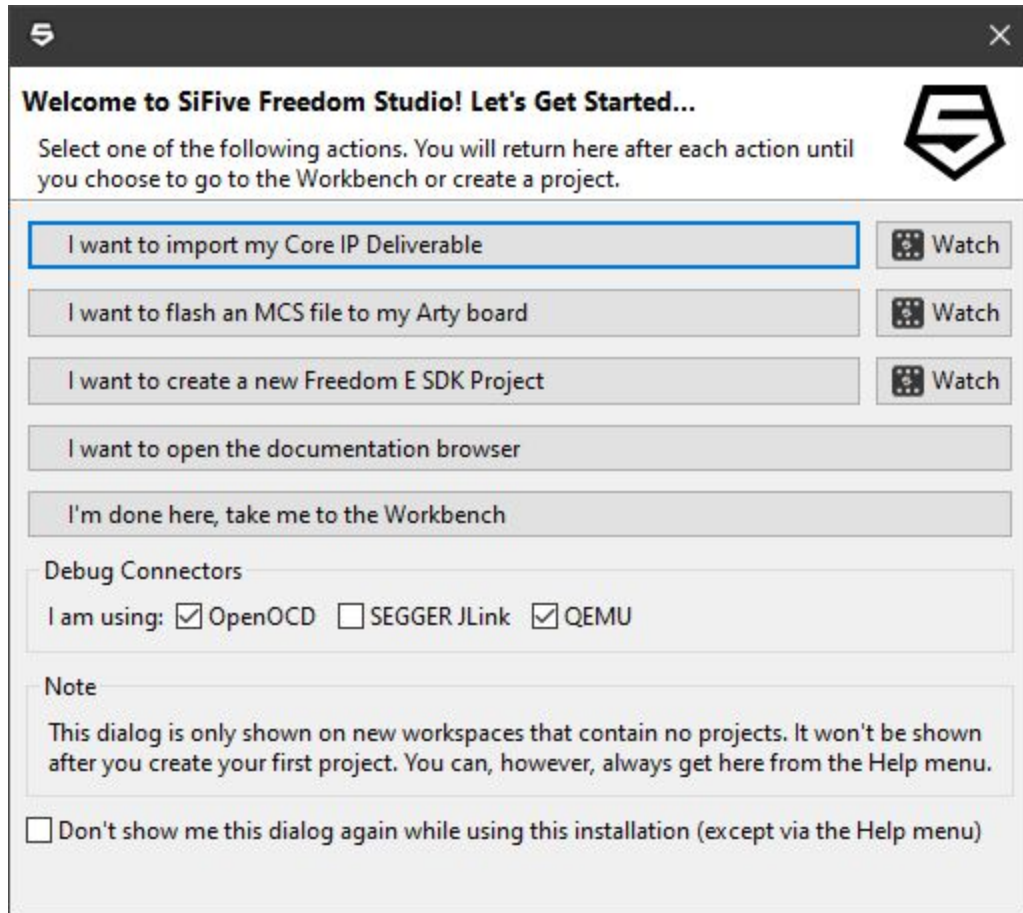 Welcome to SiFive Freedom Studio! Let's Get Started...
Select one of the following actions. You will return here after each action until
you choose to go to the Workbench or create a project.
I want to import my Core IP Deliverable
Watch
I want to flash an MCS file to my Arty board
Watch
I want to create a new Freedom E SDK Project
Watch
I want to open the documentation browser
I'm done here, take me to the Workbench
Debug Connectors
I am using: OpenOCD SEGGER JLink QEMU
Note
This dialog is only shown on new workspaces that contain no projects. It won't be shown
after you create your first project. You can, however, always get here from the Help menu.
Don't show me this dialog again while using this installation (except via the Help menu)